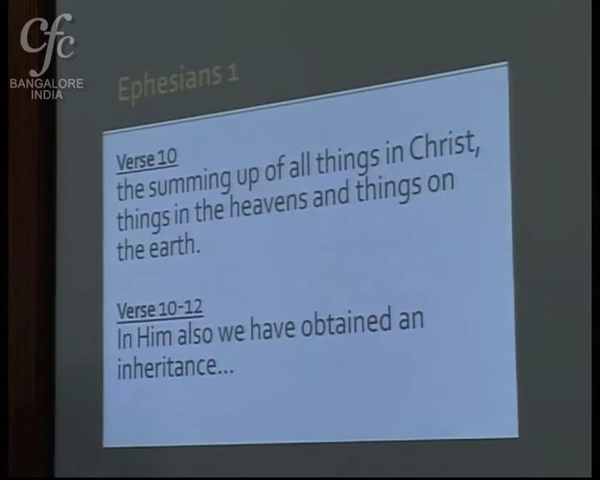 cfc
BANGALORE
INDIA
Ephesians 1
Verse 10
the summing up of all things in Christ,
things in the heavens and things on
the earth.
Verse 10-12
In Him also we have obtained an
inheritance...